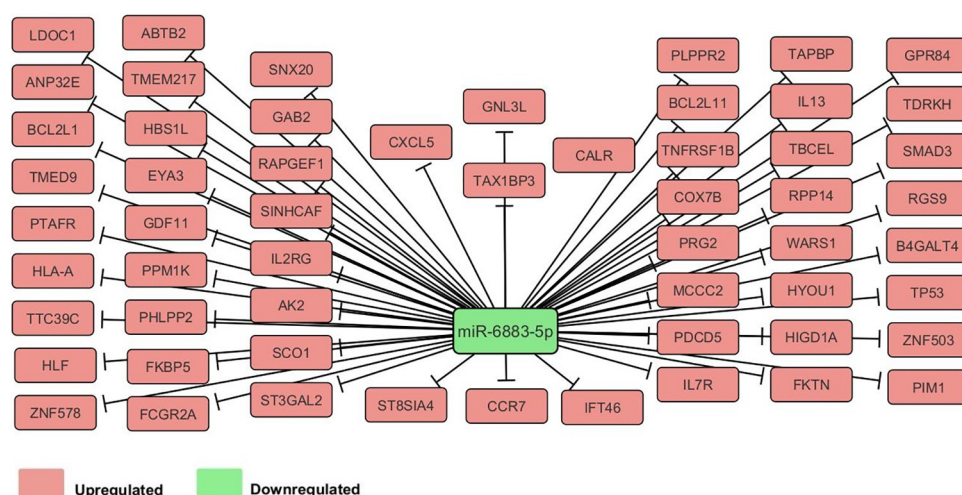 LDOC1
ANP32E
BCL2L1
TMED9
PTAFR
HLA-A
TTC39C
HLF
ZNF578
ABTB2
TMEM217
HBS1L
EYA3
GDF11
PPM1K
PHLPP2
FKBP5
FCGR2A
SNX20
GAB2
RAPGEF1
SINHCAF
IL2RG
AK2
SCO1
ST3GAL2
CXCL5
GNL3L
TAX1BP3
CALR
miR-6883-5p
ST8SIA4
CCR7
IFT46
PLPPR2
BCL2L11
TNFRSF1B
COX7B
PRG2
MCCC2
PDCD5
IL7R
TAPBP
IL13
TBCEL
RPP14
WARS1
HYOU1
HIGD1A
FKTN
GPR84
TDRKH
SMAD3
RGS9
B4GALT4
TP53
ZNF503
PIM1
Upregulated
Downregulated